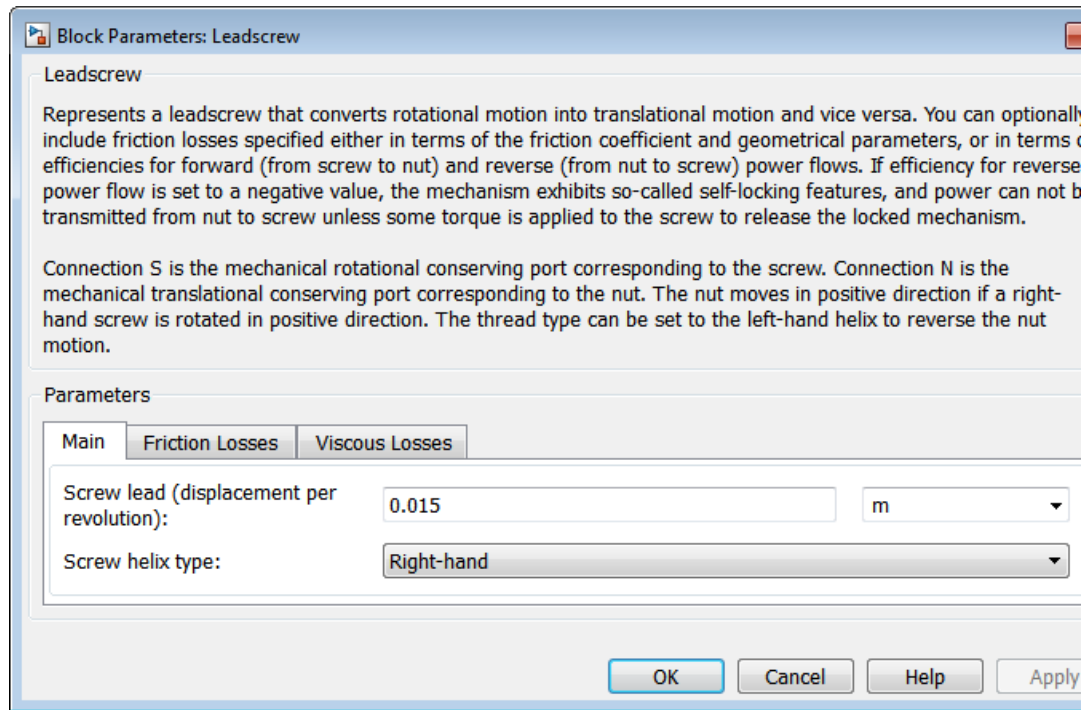 Block Parameters: Leadscrew
Leadscrew
Represents a leadscrew that converts rotational motion into translational motion and vice versa. You can optionally
include friction losses specified either in terms of the friction coefficient and geometrical parameters, or in terms
efficiencies for forward (from screw to nut) and reverse (from nut to screw) power flows. If efficiency for reverse
power flow is set to a negative value, the mechanism exhibits so-called self-locking features, and power can not
transmitted from nut to screw unless some torque is applied to the screw to release the locked mechanism.
Connection S is the mechanical rotational conserving port corresponding to the screw. Connection N is the
mechanical translational conserving port corresponding to the nut. The nut moves in positive direction if a right-
hand screw is rotated in positive direction. The thread type can be set to the left-hand helix to reverse the nut
motion.
Parameters
Main Friction Losses Viscous Losses
Screw lead (displacement per
revolution): 0.015 m
Screw helix type: Right-hand
OK Cancel Help Apply